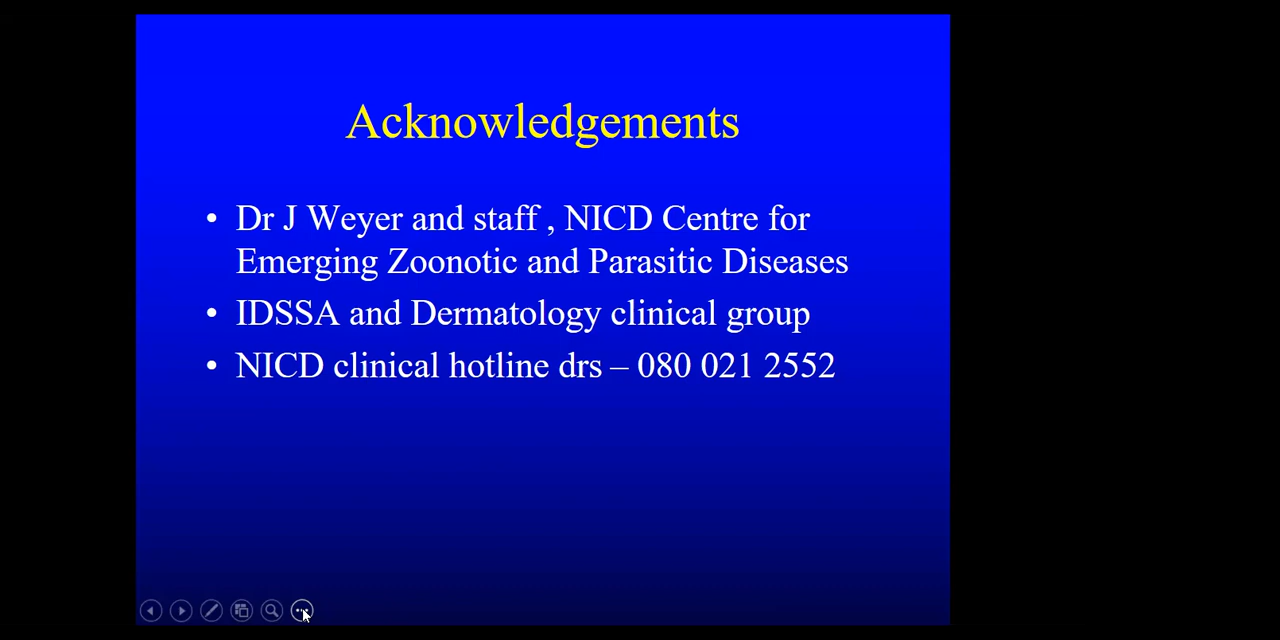 Acknowledgements
• Dr J Weyer and staff , NICD Centre for
Emerging Zoonotic and Parasitic Diseases
• IDSSA and Dermatology clinical group
• NICD clinical hotline drs – 080 021 2552